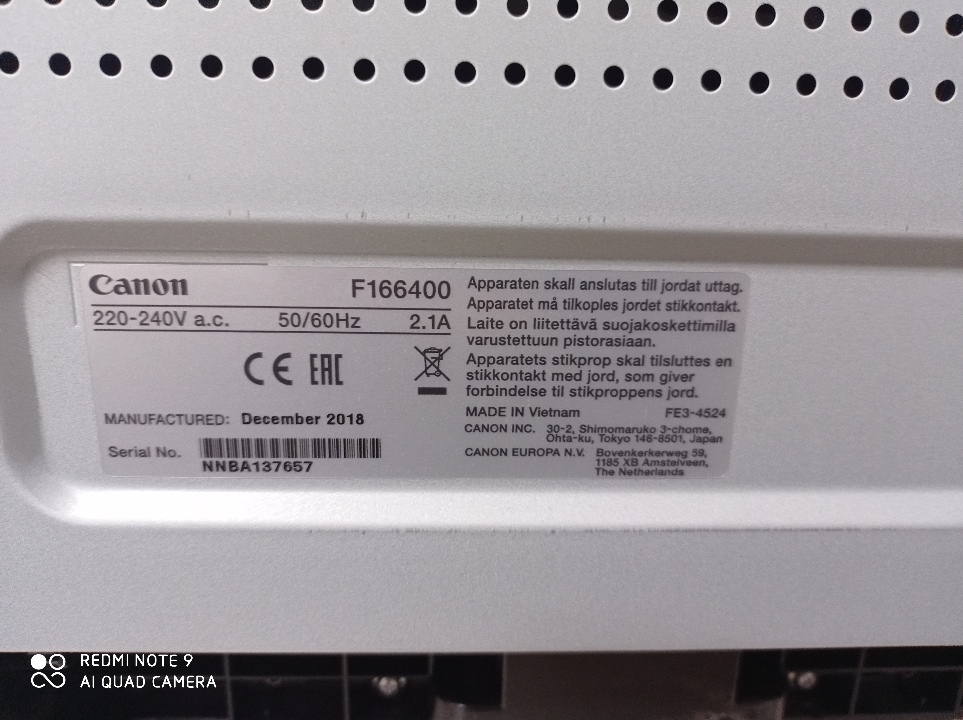 Canon F166400
220-240V a.c. 50/60Hz 2.1A
CE EAC
MANUFACTURED: December 2018
Serial No.
NNBA137657
Apparaten skall anslutas till jordat uttag.
Apparatet må tilkoples jordet stikkontakt.
Laite on liitettävä suojakoskettimilla
varustettuun pistorasiaan.
Apparatets stikprop skal tilsluttes en
stikkontakt med jord, som giver
forbindelse til stikproppens jord.
MADE IN Vietnam FE3-4524
CANON INC. 30-2, Shimomaruko 3-chome,
Ohta-ku, Tokyo 146-8501, Japan
CANON EUROPA N.V. Bovenkerkerweg 59,
1185 XB Amstelveen,
The Netherlands
REDMI NOTE 9
AI QUAD CAMERA